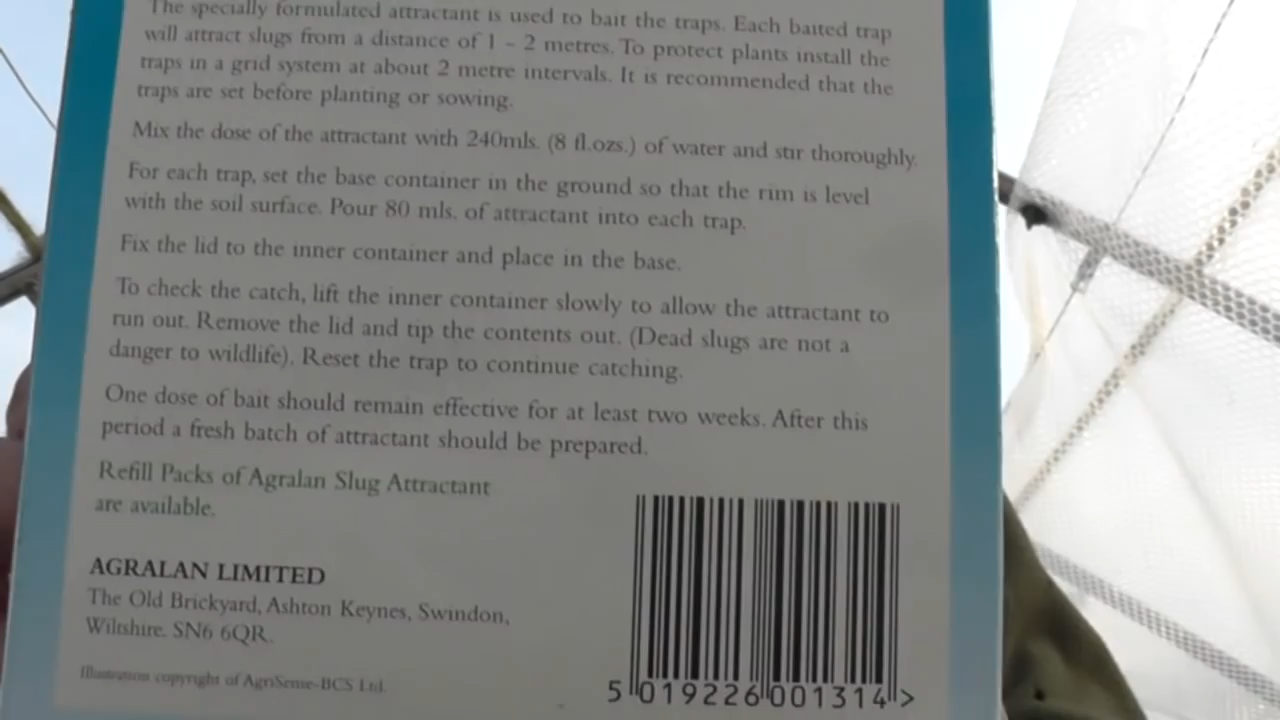 The specially formulated attractant is used to bait the traps. Each baited trap
will attract slugs from a distance of 1 – 2 metres. To protect plants install the
traps in a grid system at about 2 metre intervals. It is recommended that the
traps are set before planting or sowing.
Mix the dose of the attractant with 240mls. (8 fl.ozs.) of water and stir thoroughly.
For each trap, set the base container in the ground so that the rim is level
with the soil surface. Pour 80 mls. of attractant into each trap.
Fix the lid to the inner container and place in the base.
To check the catch, lift the inner container slowly to allow the attractant to
run out. Remove the lid and tip the contents out. (Dead slugs are not a
danger to wildlife). Reset the trap to continue catching.
One dose of bait should remain effective for at least two weeks. After this
period a fresh batch of attractant should be prepared.
Refill Packs of Agralan Slug Attractant
are available.
AGRALAN LIMITED
The Old Brickyard, Ashton Keynes, Swindon,
Wiltshire. SN6 6QR.
Illustration copyright of AgriSense-BCS Ltd.
5 019226 001314 >